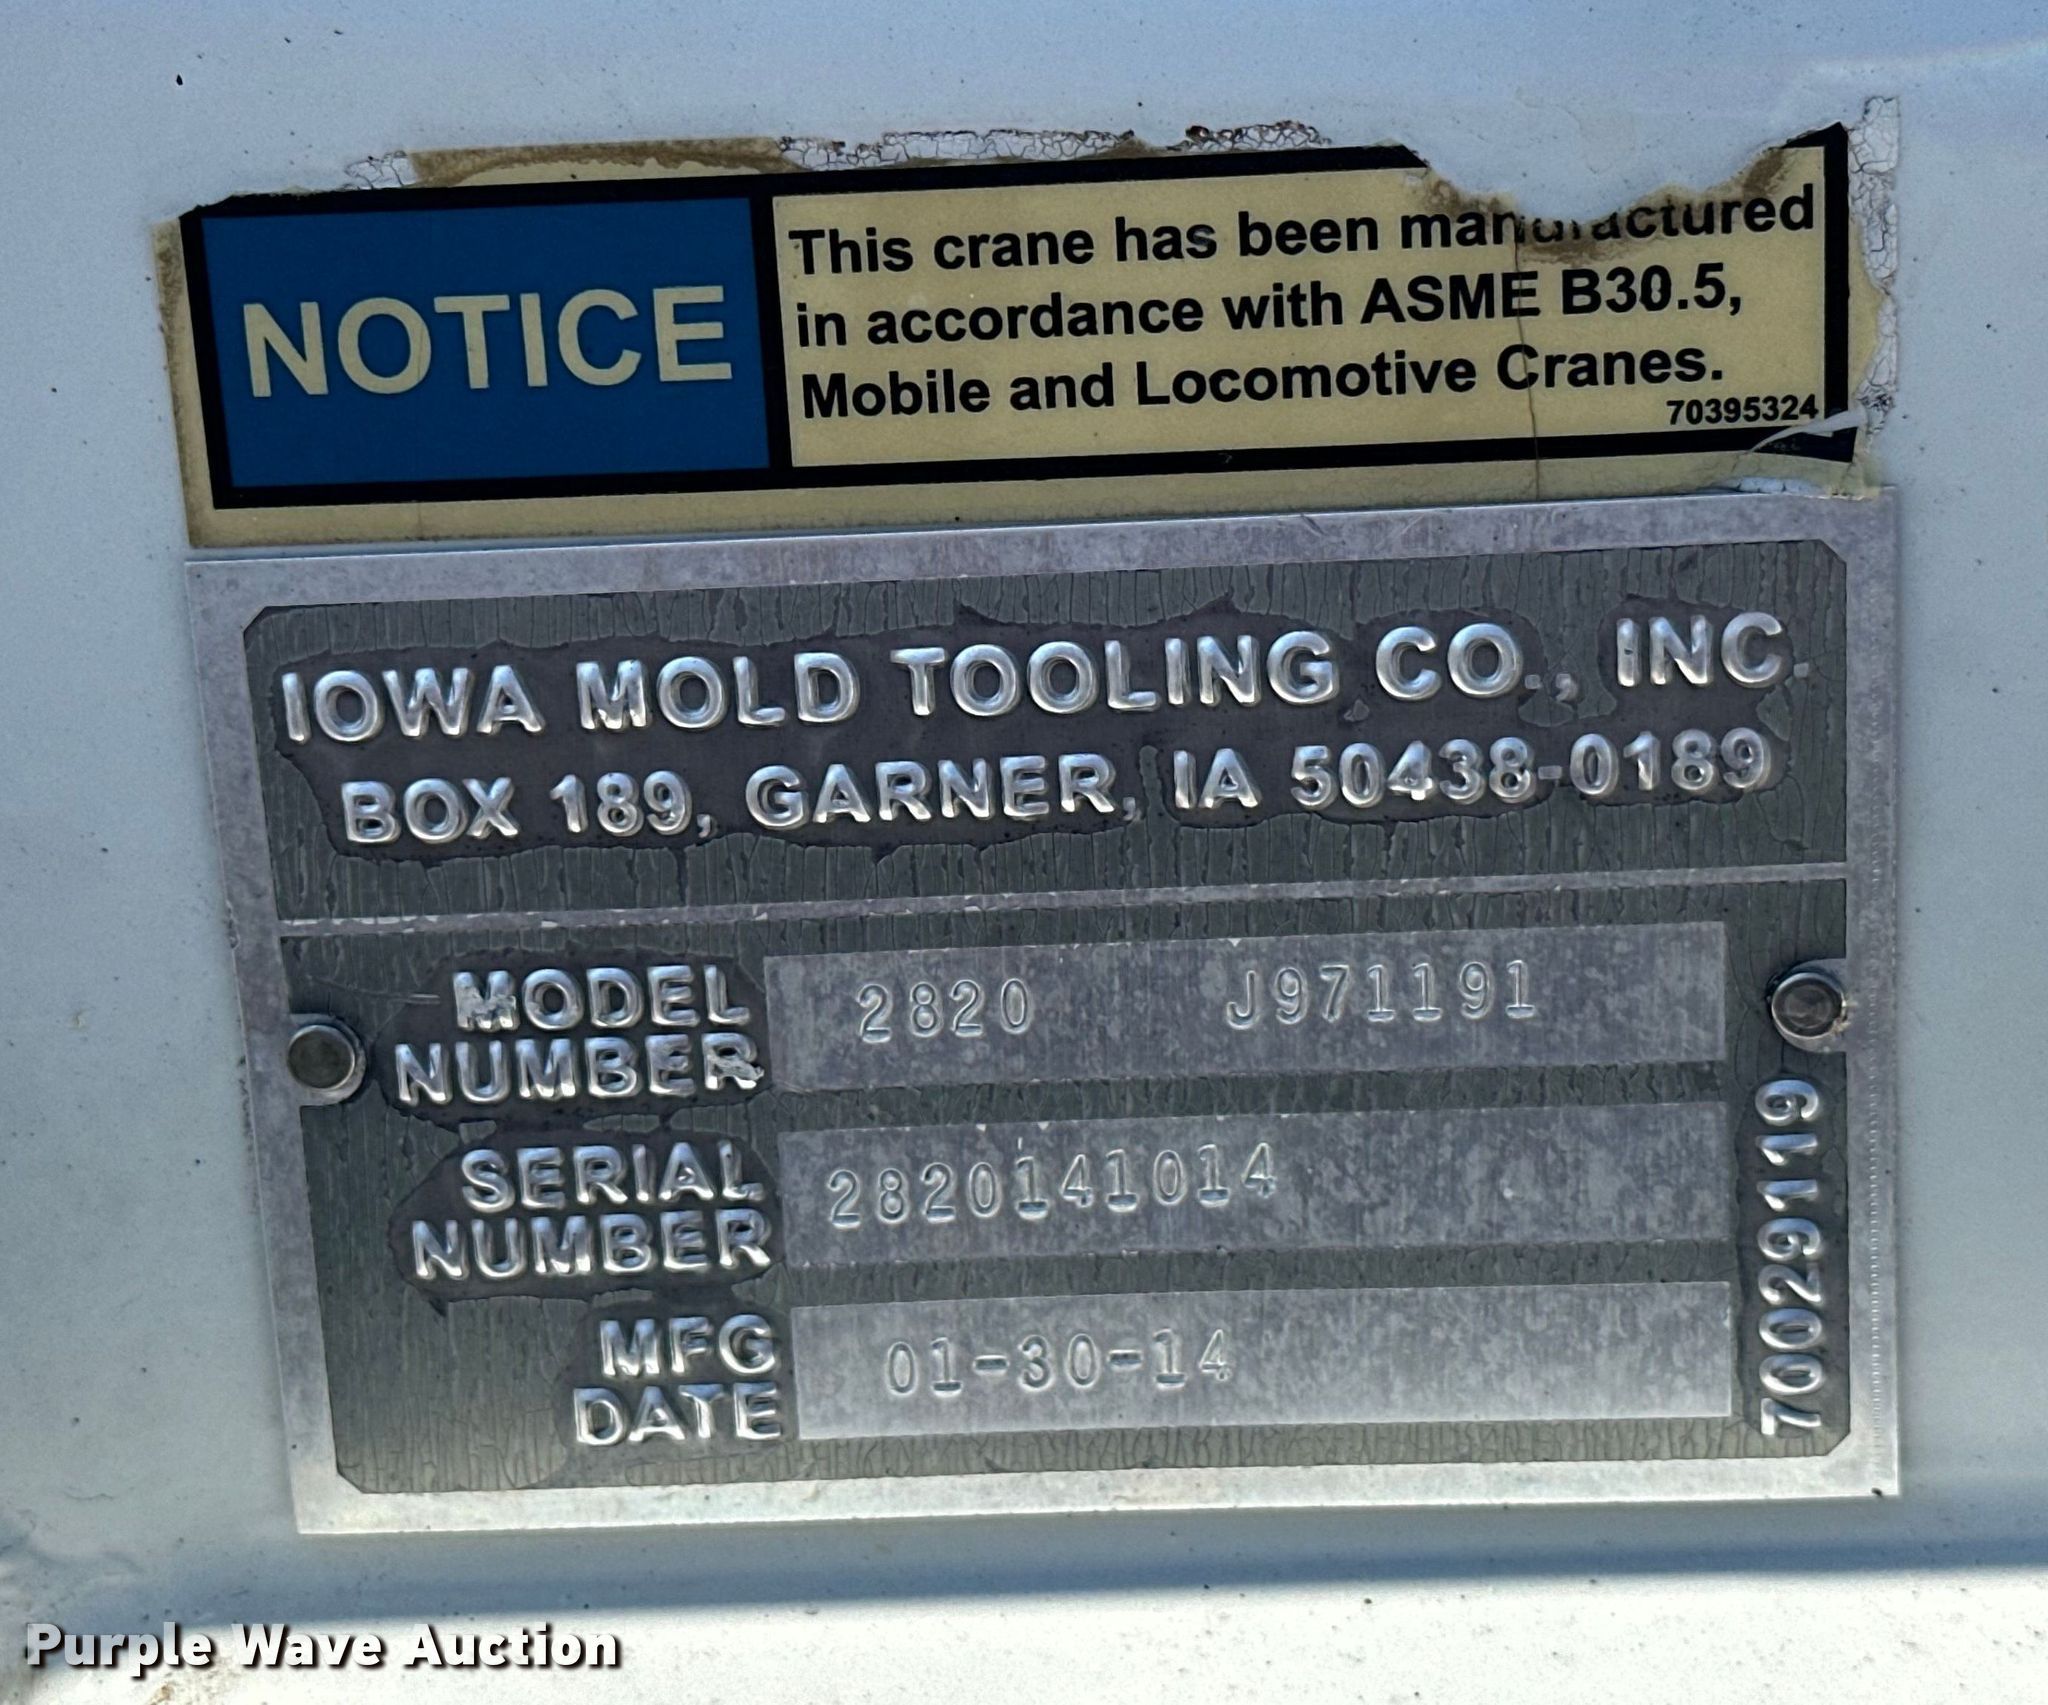 NOTICE
This crane has been manufactured
in accordance with ASME B30.5,
Mobile and Locomotive Cranes.
70395324
IOWA MOLD TOOLING CO., INC.
BOX 189, GARNER, IA 50438-0189
MODEL NUMBER 2820 J971191
SERIAL NUMBER 2820141014
MFG DATE 01-30-14
70029119
Purple Wave Auction